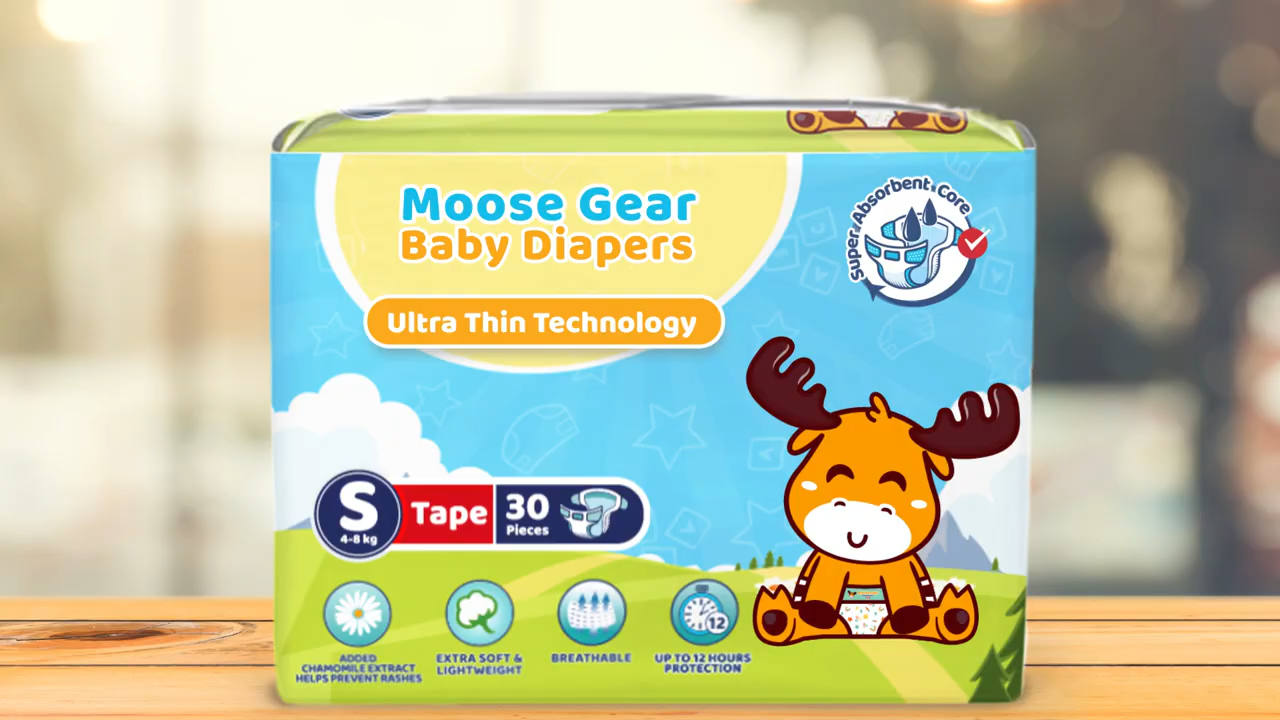 Moose Gear
Baby Diapers
Ultra Thin Technology
Super Absorbent Core
S
4-8 kg
Tape
30
Pieces
12
ADDED
CHAMOMILE EXTRACT
HELPS PREVENT RASHES
EXTRA SOFT &
LIGHTWEIGHT
BREATHABLE
UP TO 12 HOURS
PROTECTION